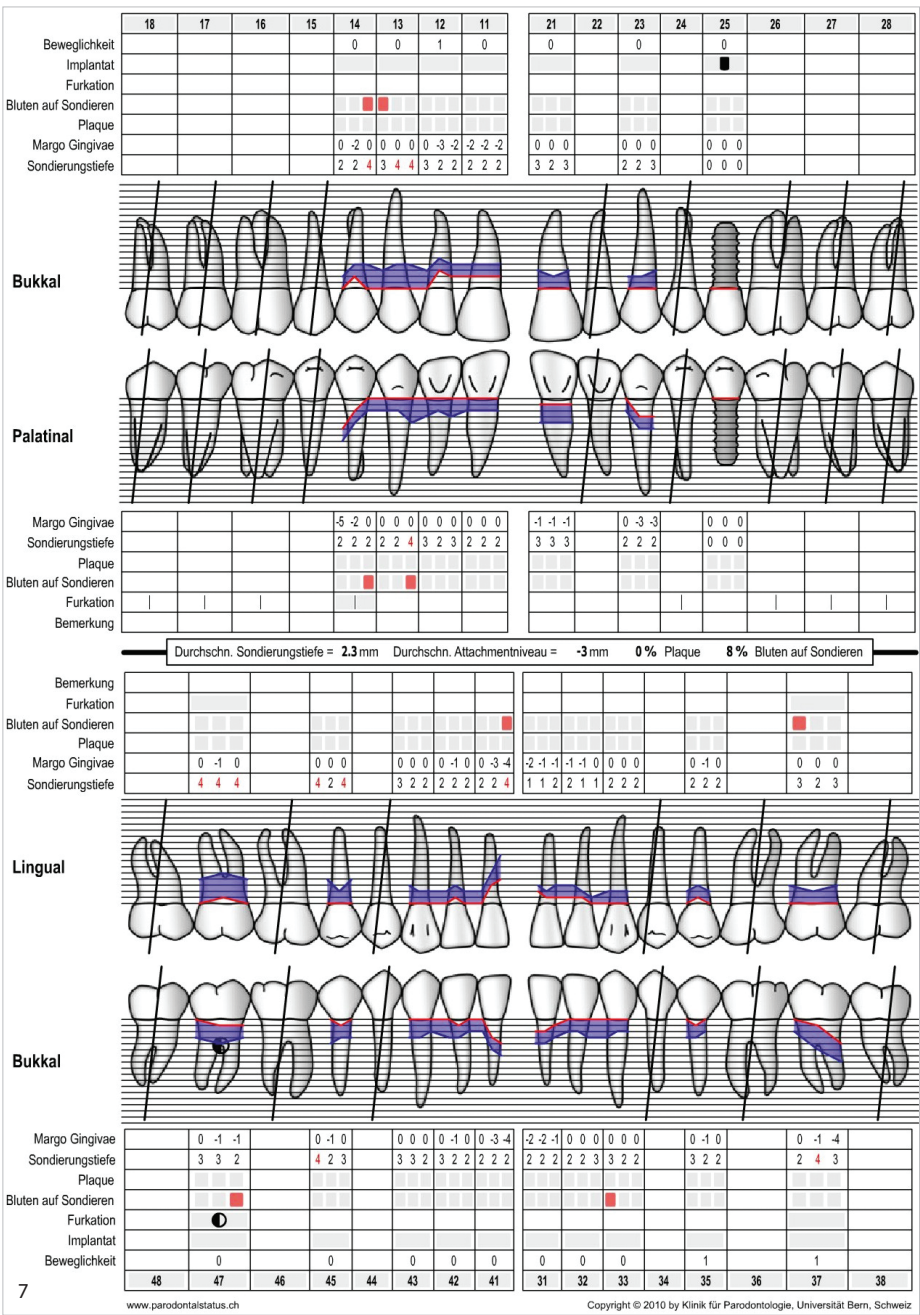 18 17 16 15 14 13 12 11 21 22 23 24 25 26 27 28
Beweglichkeit 0 0 1 0 0 0 0
Implantat
Furkation
Bluten auf Sondieren
Plaque
Margo Gingivae 0 -2 0 0 0 0 0 -3 -2 -2 -2 -2 0 0 0 0 0 0 0 0 0
Sondierungstiefe 2 2 4 3 4 4 3 2 2 2 2 2 3 2 3 2 2 3 0 0 0
Bukkal
Palatinal
Margo Gingivae -5 -2 0 0 0 0 0 0 0 0 0 0 -1 -1 -1 0 -3 -3 0 0 0
Sondierungstiefe 2 2 2 2 2 4 3 2 3 2 2 2 3 3 3 2 2 2 0 0 0
Plaque
Bluten auf Sondieren
Furkation
Bemerkung
Durchschn. Sondierungstiefe = 2.3 mm Durchschn. Attachmentniveau = -3 mm 0 % Plaque 8 % Bluten auf Sondieren
Bemerkung
Furkation
Bluten auf Sondieren
Plaque
Margo Gingivae 0 -1 0 0 0 0 0 0 0 0 -1 0 0 -3 -4 -2 -1 -1 -1 -1 0 0 0 0 0 -1 0 0 0 0
Sondierungstiefe 4 4 4 4 2 4 3 2 2 2 2 2 2 2 4 1 1 2 2 1 1 2 2 2 2 2 2 3 2 3
Lingual
Bukkal
Margo Gingivae 0 -1 -1 0 -1 0 0 0 0 0 -1 0 0 -3 -4 -2 -2 -1 0 0 0 0 0 0 0 -1 0 0 -1 -4
Sondierungstiefe 3 3 2 4 2 3 3 3 2 3 2 2 2 2 2 2 2 2 2 2 3 3 2 2 3 2 2 2 4 3
Plaque
Bluten auf Sondieren
Furkation
Implantat
Beweglichkeit 0 0 0 0 0 0 0 0 1 1
48 47 46 45 44 43 42 41 31 32 33 34 35 36 37 38
7
www.parodontalstatus.ch Copyright © 2010 by Klinik für Parodontologie, Universität Bern, Schweiz